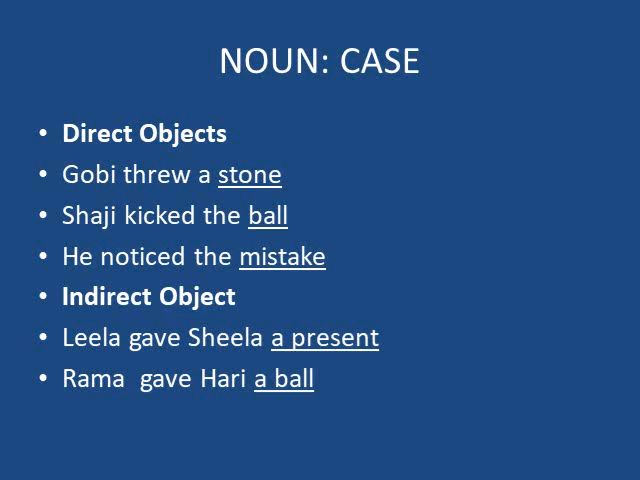 NOUN: CASE
• Direct Objects
• Gobi threw a stone
• Shaji kicked the ball
• He noticed the mistake
• Indirect Object
• Leela gave Sheela a present
• Rama  gave Hari a ball